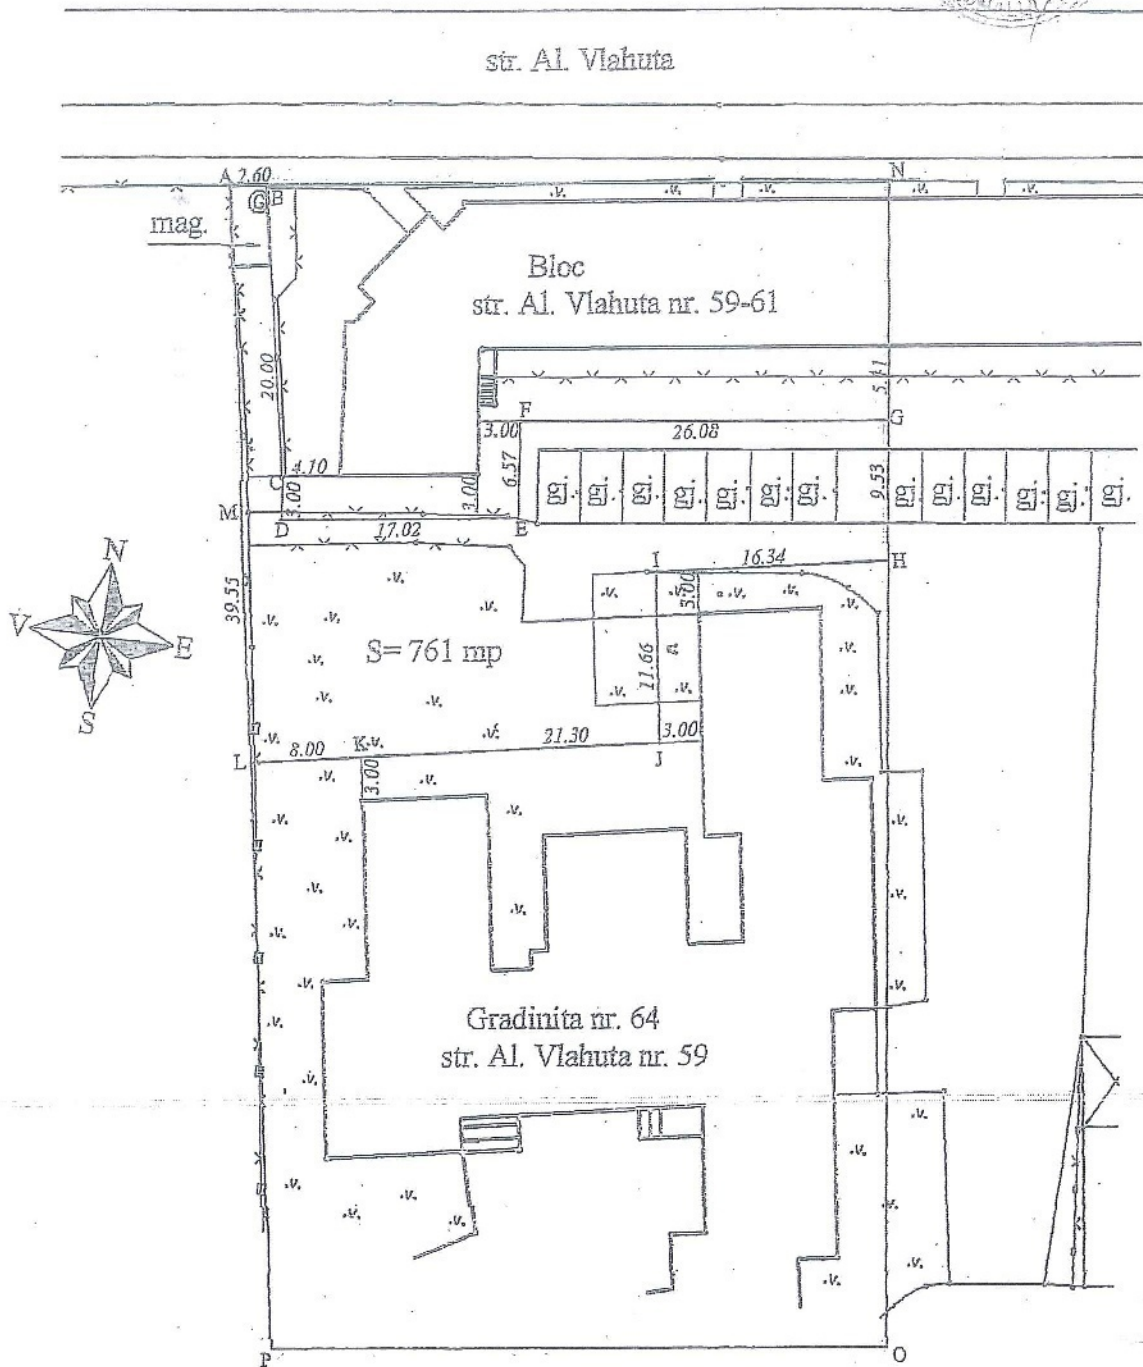 str. Al. Vlahuta
A 2.60
N
G B
mag.
Bloc
str. Al. Vlahuta nr. 59-61
20.00
F
3.00
26.08
G
4.10
C
3.00
3.00
6.57
gj. gj. gj. gj. gj. gj. gj.
9.53
gj. gj. gj. gj. gj. gj.
M
D
17.02
E
N
V
E
S
39.55
I
16.34
H
3.00
S= 761 mp
11.66
L
8.00
K
21.30
3.00
J
3.00
Gradinita nr. 64
str. Al. Vlahuta nr. 59
P
O